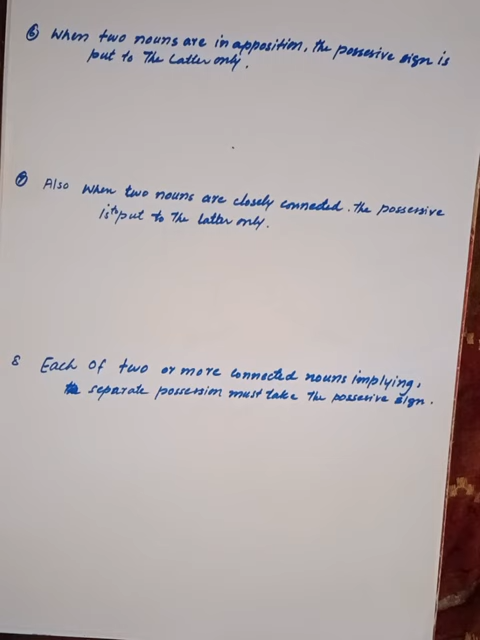 ⑥ When two nouns are in apposition, the possessive sign is
put to The Latter only.
⑦ Also when two nouns are closely connected. the possessive
is put to The latter only.
8 Each of two or more connected nouns implying,
separate possession must take The possessive sign.